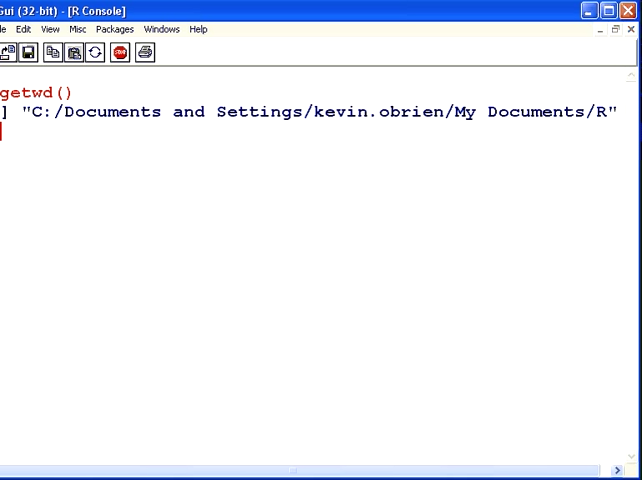 Gui (32-bit) - [R Console]
le Edit View Misc Packages Windows Help
STOP
getwd()
] "C:/Documents and Settings/kevin.obrien/My Documents/R"